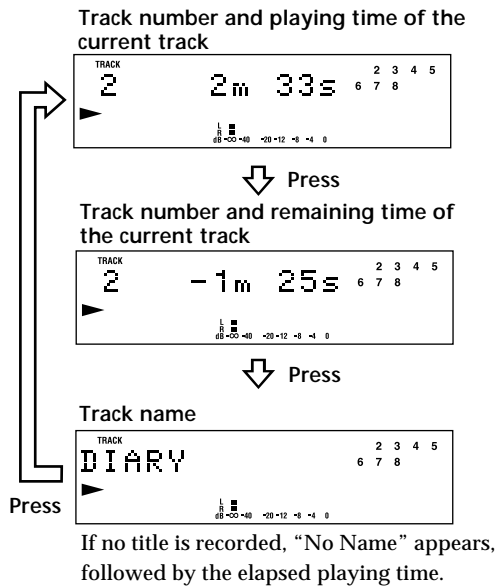 Track number and playing time of the
current track
TRACK
2 2m 33s 2 3 4 5
6 7 8
L
R
dB -∞ -40 -20 -12 -8 -4 0
Press
Track number and remaining time of
the current track
TRACK
2 -1m 25s 2 3 4 5
6 7 8
L
R
dB -∞ -40 -20 -12 -8 -4 0
Press
Track name
TRACK
DIARY 2 3 4 5
6 7 8
L
R
dB -∞ -40 -20 -12 -8 -4 0
Press
If no title is recorded, “No Name” appears,
followed by the elapsed playing time.